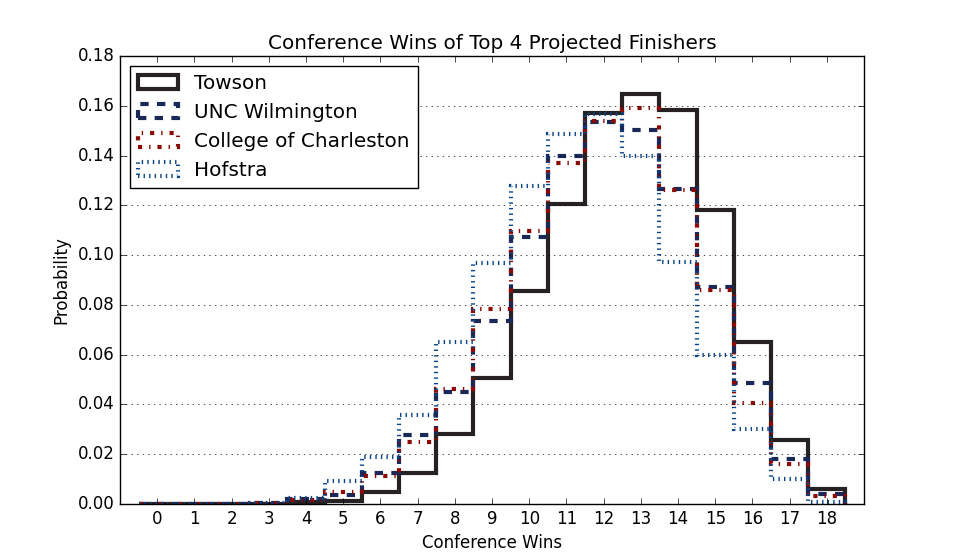 Conference Wins of Top 4 Projected Finishers
0.18
0.16
0.14
0.12
0.10
0.08
0.06
0.04
0.02
0.00
Probability
Towson
UNC Wilmington
College of Charleston
Hofstra
0 1 2 3 4 5 6 7 8 9 10 11 12 13 14 15 16 17 18
Conference Wins